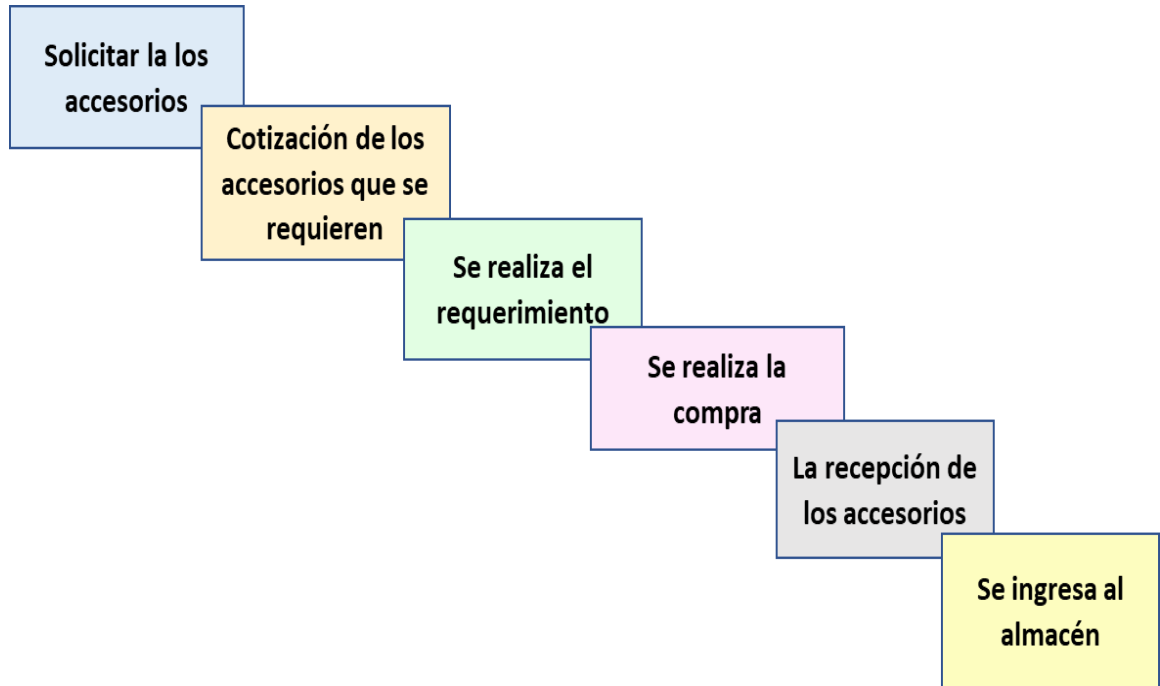 Solicitar la los
accesorios
Cotización de los
accesorios que se
requieren
Se realiza el
requerimiento
Se realiza la
compra
La recepción de
los accesorios
Se ingresa al
almacén